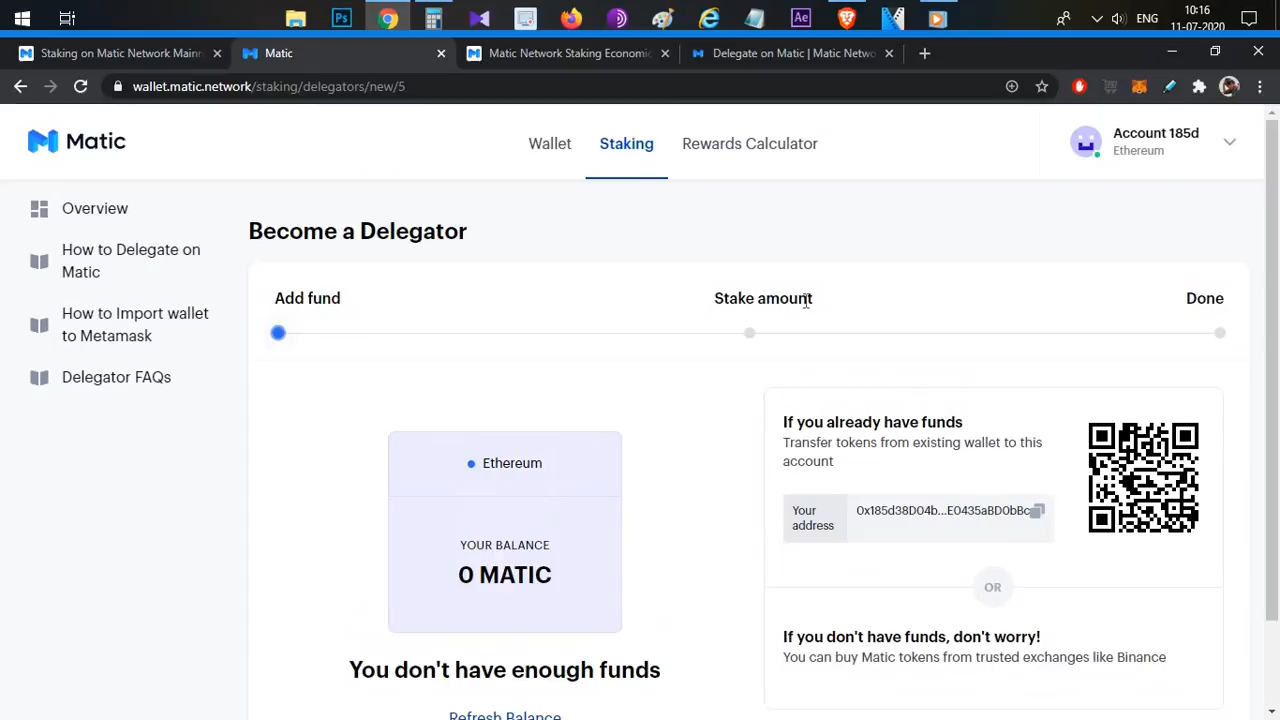 Ps
Ae
ENG
10:16
11-07-2020
Staking on Matic Network Mainn
Matic
Matic Network Staking Economic
Delegate on Matic | Matic Netwo
wallet.matic.network/staking/delegators/new/5
Matic
Wallet
Staking
Rewards Calculator
Account 185d
Ethereum
Overview
How to Delegate on
Matic
How to Import wallet
to Metamask
Delegator FAQs
Become a Delegator
Add fund
Stake amount
Done
Ethereum
YOUR BALANCE
0 MATIC
You don't have enough funds
Refresh Balance
If you already have funds
Transfer tokens from existing wallet to this
account
Your
address
0x185d38D04b...E0435aBD0bBc
OR
If you don't have funds, don't worry!
You can buy Matic tokens from trusted exchanges like Binance